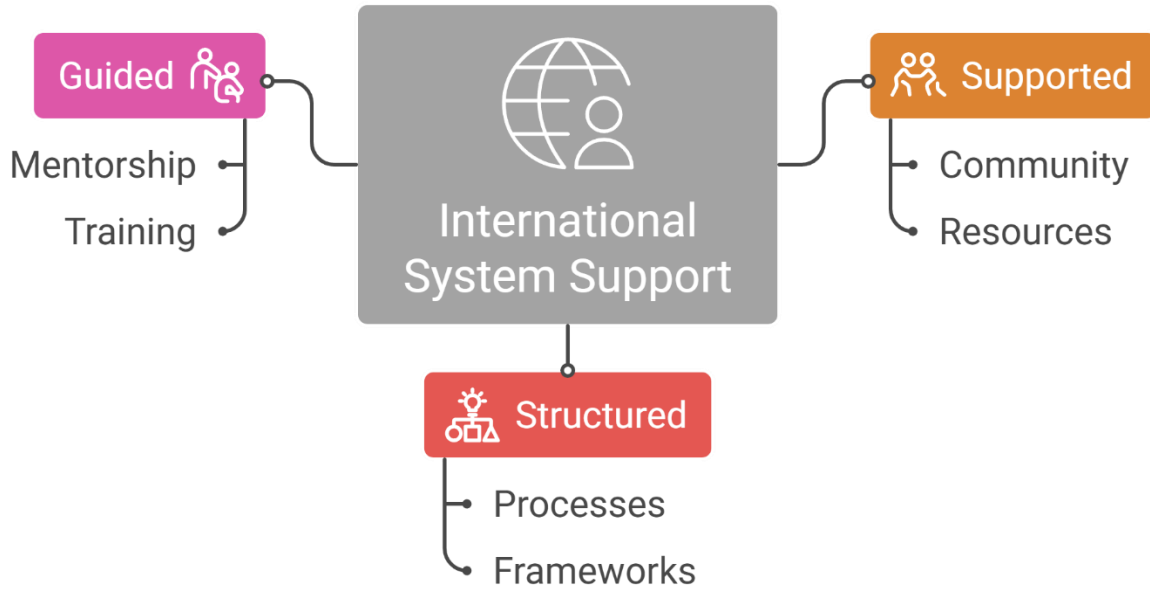 Guided
Mentorship
Training
International
System Support
Supported
Community
Resources
Structured
Processes
Frameworks